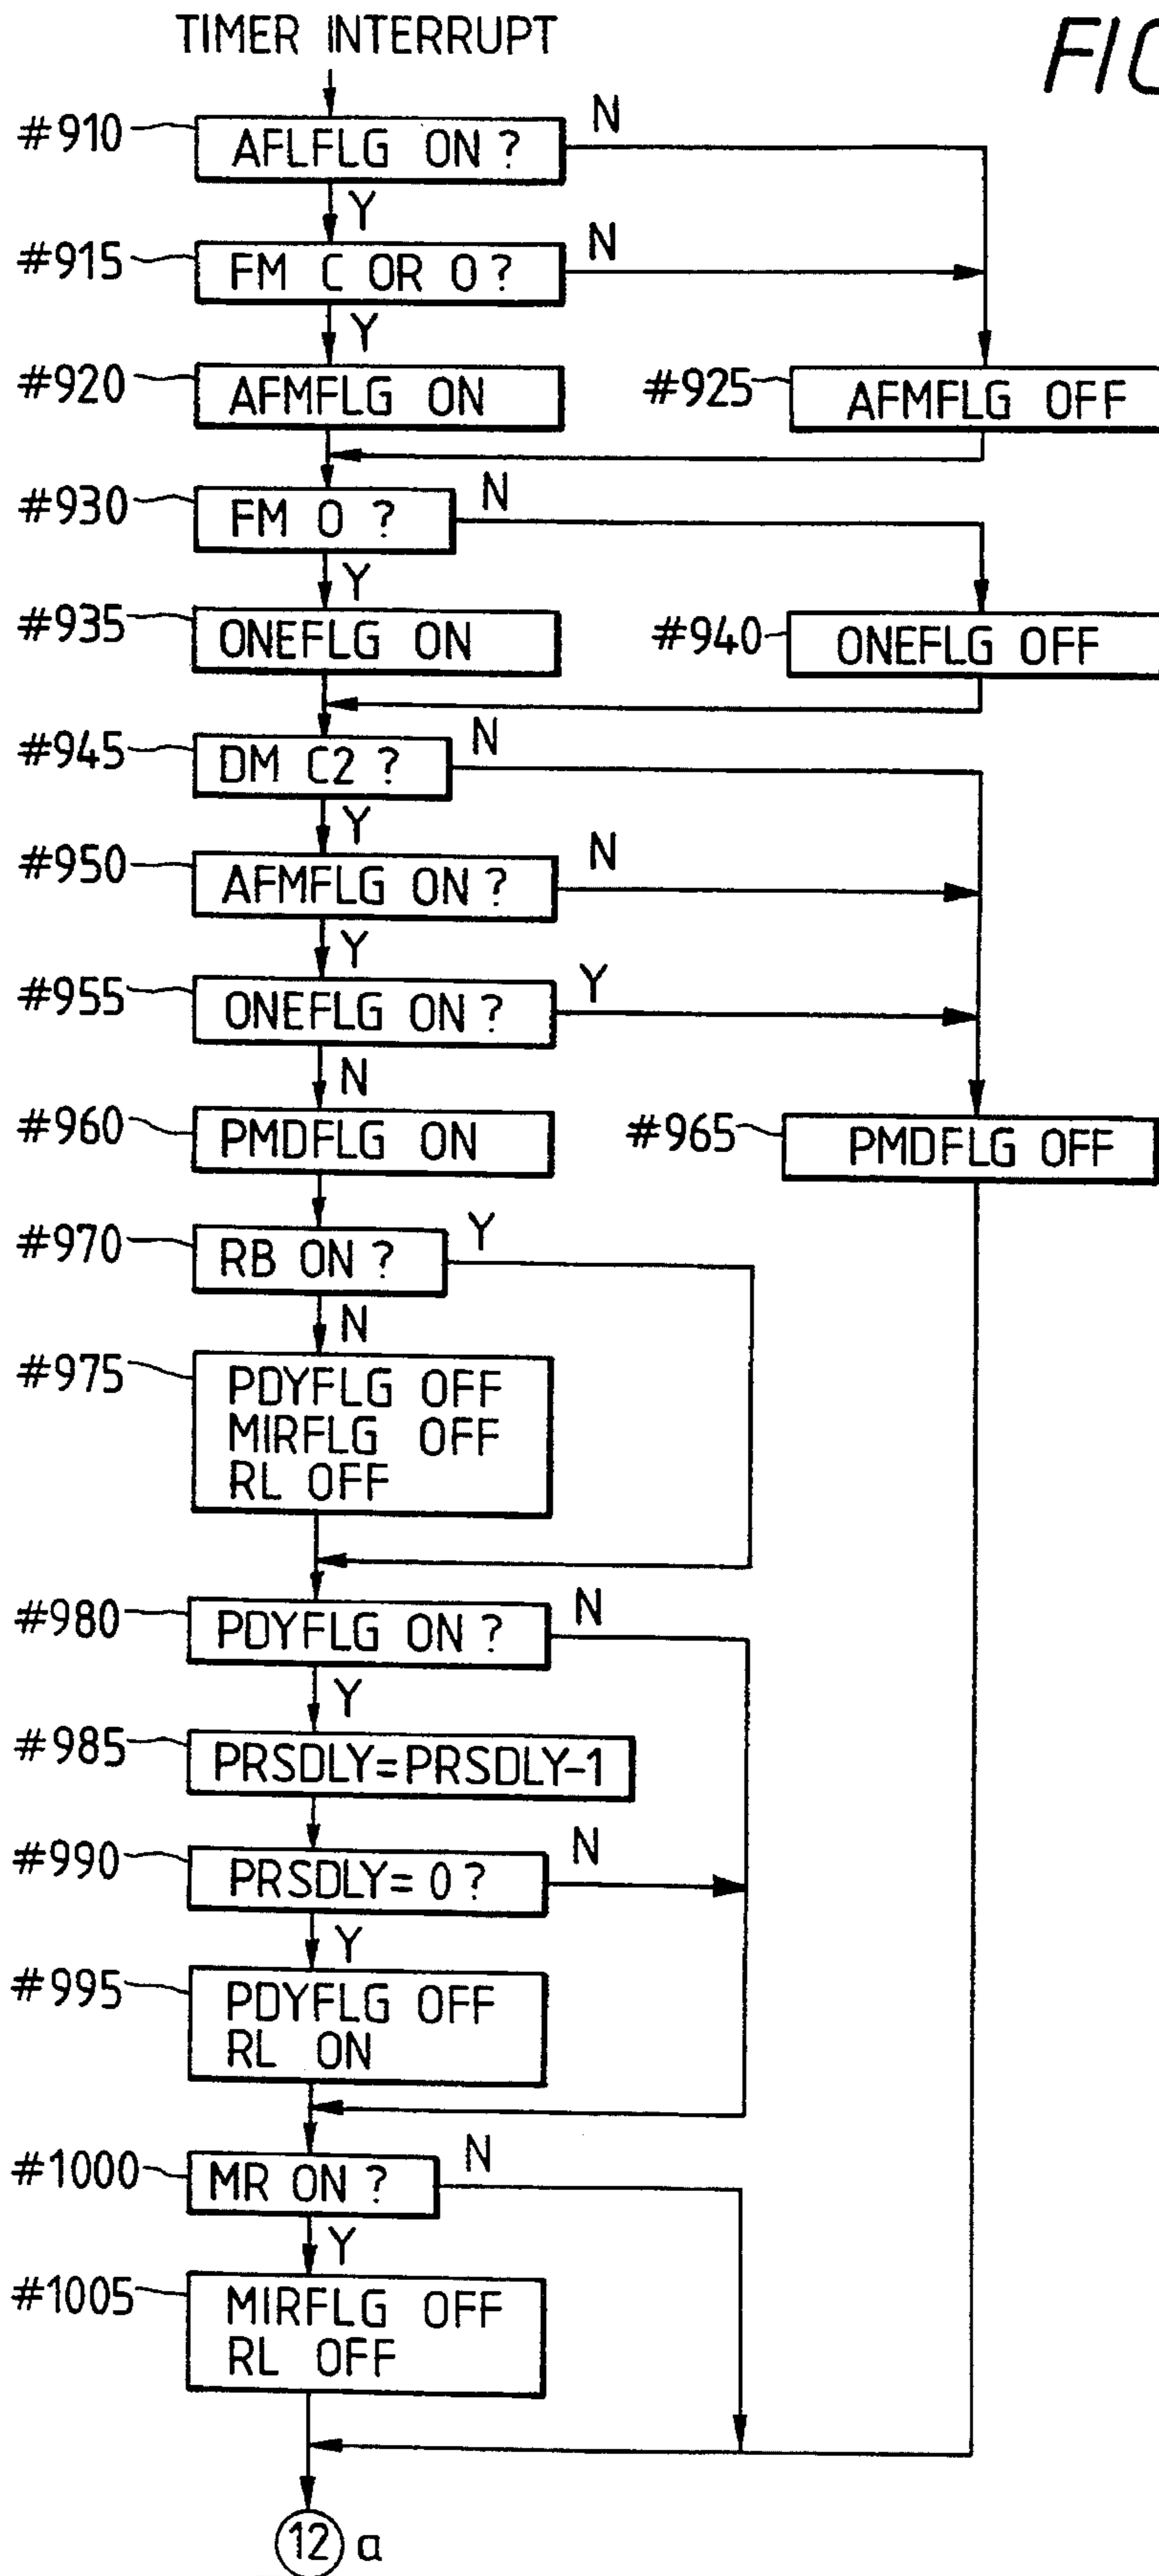 TIMER INTERRUPT
FIG
#910
AFLFLG ON ?
N
Y
#915
FM C OR O ?
N
Y
#920
AFMFLG ON
#925
AFMFLG OFF
#930
FM O ?
N
Y
#935
ONEFLG ON
#940
ONEFLG OFF
#945
DM C2 ?
N
Y
#950
AFMFLG ON ?
N
Y
#955
ONEFLG ON ?
Y
N
#960
PMDFLG ON
#965
PMDFLG OFF
#970
RB ON ?
Y
N
#975
PDYFLG OFF
MIRFLG OFF
RL OFF
#980
PDYFLG ON ?
N
Y
#985
PRSDLY=PRSDLY-1
#990
PRSDLY= 0 ?
N
Y
#995
PDYFLG OFF
RL ON
#1000
MR ON ?
N
Y
#1005
MIRFLG OFF
RL OFF
12 a